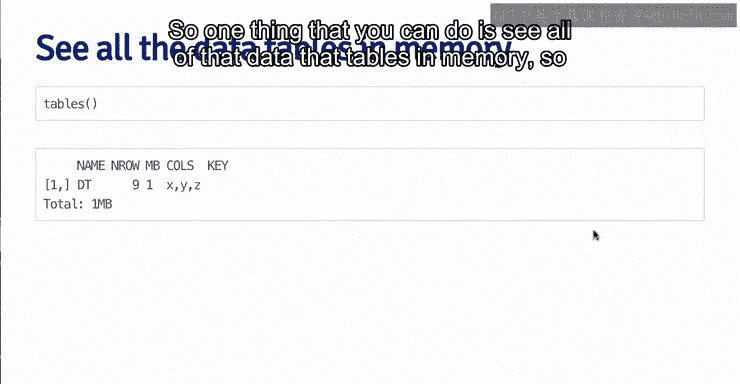 So one thing that you can do is see all
of that data that tables in memory, so
See all the data tables in memory
tables()
NAME NROW MB COLS KEY
[1,] DT 9 1 x,y,z
Total: 1MB